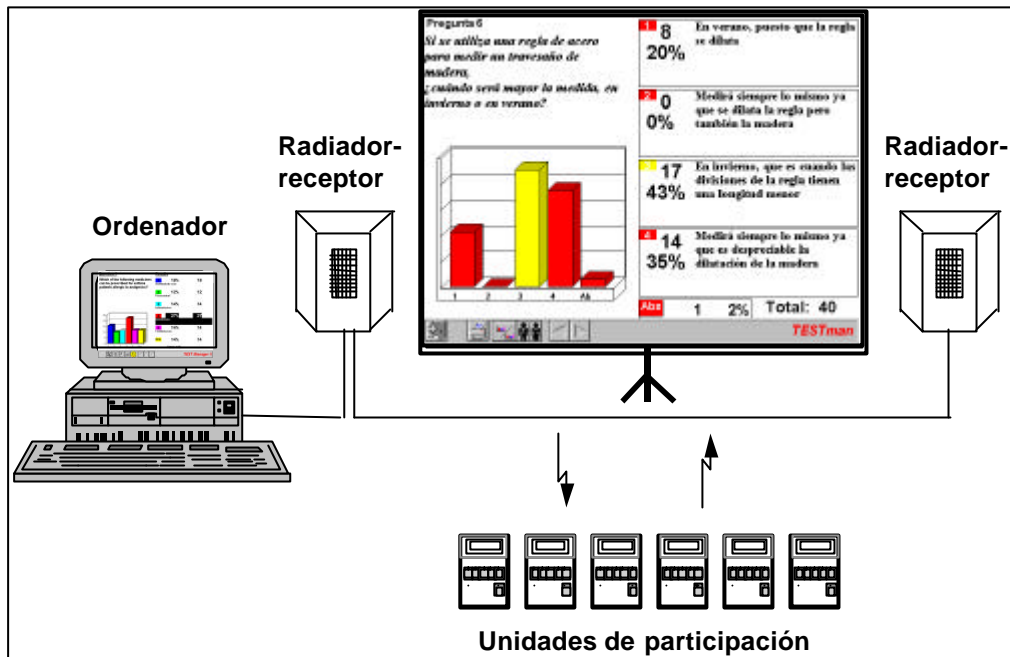 Pregunta 6
Si se utiliza una regla de acero
para medir un travesaño de
madera,
¿cuándo será mayor la medida, en
invierno o en verano?
1 8
20%
En verano, puesto que la regla
se dilata
2 0
0%
Medirá siempre lo mismo ya
que se dilata la regla pero
también la madera
17
43%
En invierno, que es cuando las
divisiones de la regla tienen
una longitud menor
4 14
35%
Medirá siempre lo mismo ya
que es despreciable la
dilatación de la madera
1 2 3 4 Ab
Abs 1 2% Total: 40
TESTman
Radiador-
receptor
Radiador-
receptor
Ordenador
Unidades de participación